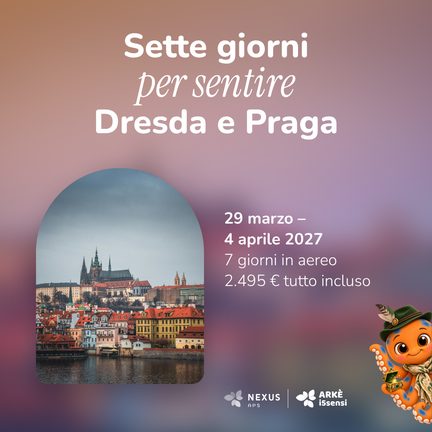 Sette giorni
per sentire
Dresda e Praga
29 marzo –
4 aprile 2027
7 giorni in aereo
2.495 € tutto incluso
NEXUS
APS
ARKÈ
i5sensi